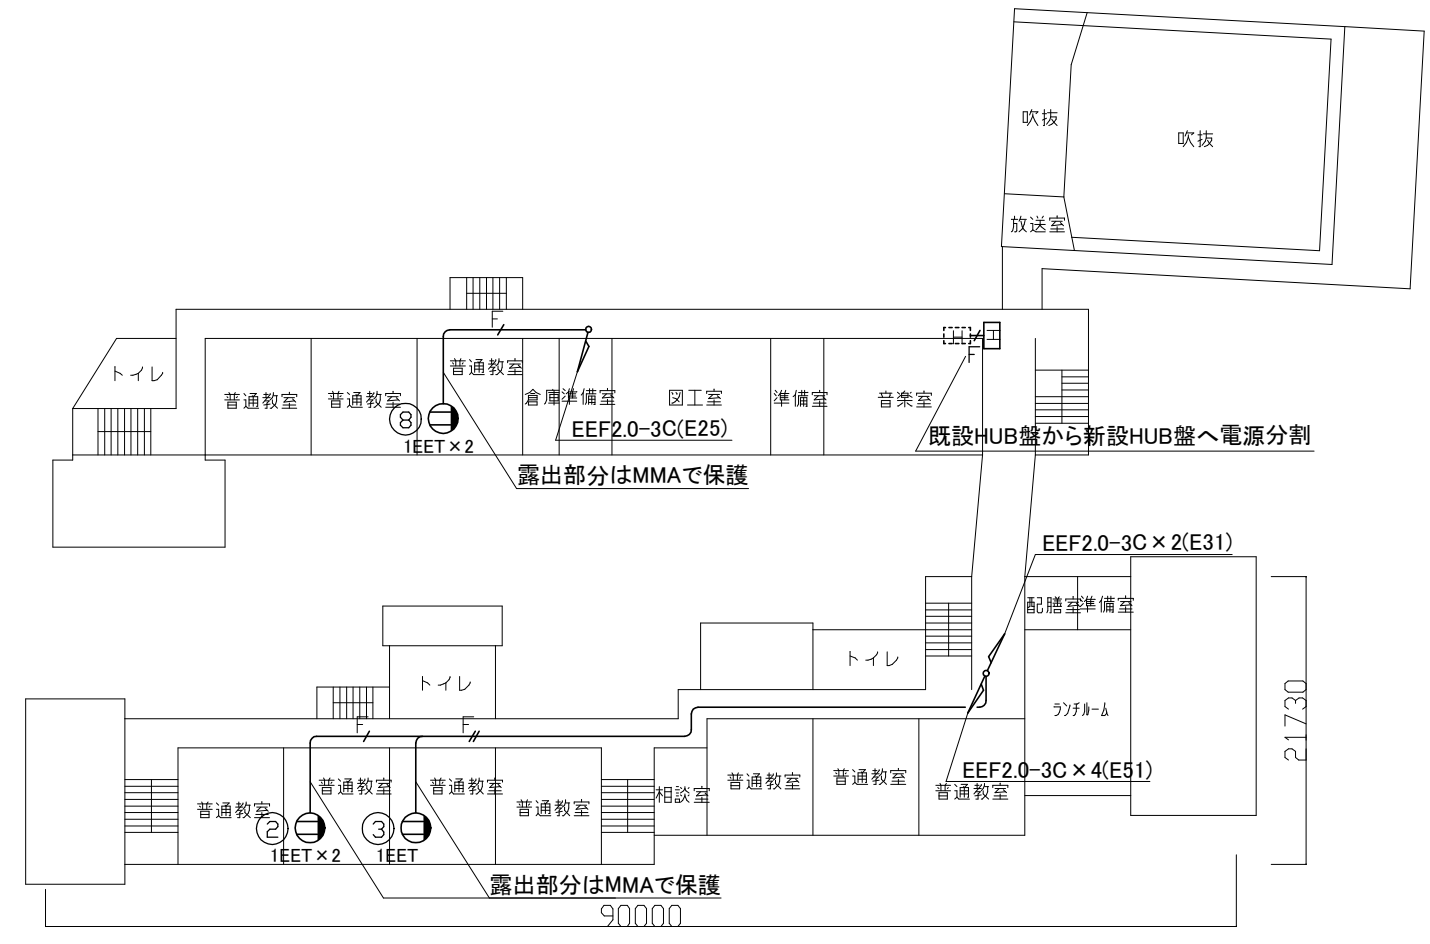 吹抜
吹抜
放送室
F
H
H
F
トイレ
普通教室
普通教室
普通教室
倉庫
準備室
図工室
準備室
音楽室
⑧
1EET×2
EEF2.0-3C(E25)
既設HUB盤から新設HUB盤へ電源分割
露出部分はMMAで保護
EEF2.0-3C×2(E31)
配膳室
準備室
トイレ
トイレ
ランチルーム
21730
F
F
普通教室
普通教室
普通教室
普通教室
相談室
普通教室
普通教室
普通教室
EEF2.0-3C×4(E51)
②
1EET×2
③
1EET
露出部分はMMAで保護
90000